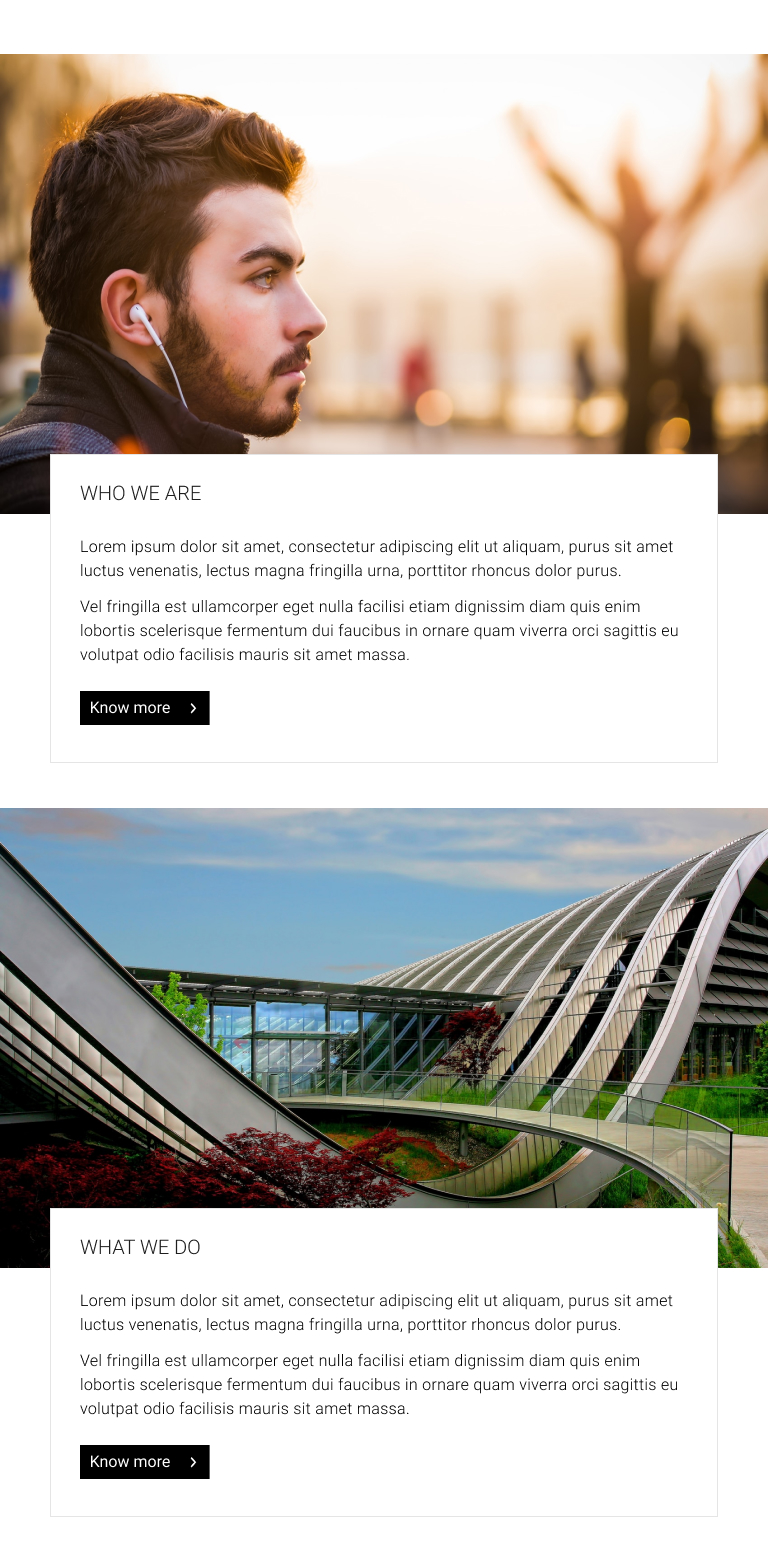 WHO WE ARE
Lorem ipsum dolor sit amet, consectetur adipiscing elit ut aliquam, purus sit amet
luctus venenatis, lectus magna fringilla urna, porttitor rhoncus dolor purus.
Vel fringilla est ullamcorper eget nulla facilisi etiam dignissim diam quis enim
lobortis scelerisque fermentum dui faucibus in ornare quam viverra orci sagittis eu
volutpat odio facilisis mauris sit amet massa.
Know more
WHAT WE DO
Lorem ipsum dolor sit amet, consectetur adipiscing elit ut aliquam, purus sit amet
luctus venenatis, lectus magna fringilla urna, porttitor rhoncus dolor purus.
Vel fringilla est ullamcorper eget nulla facilisi etiam dignissim diam quis enim
lobortis scelerisque fermentum dui faucibus in ornare quam viverra orci sagittis eu
volutpat odio facilisis mauris sit amet massa.
Know more